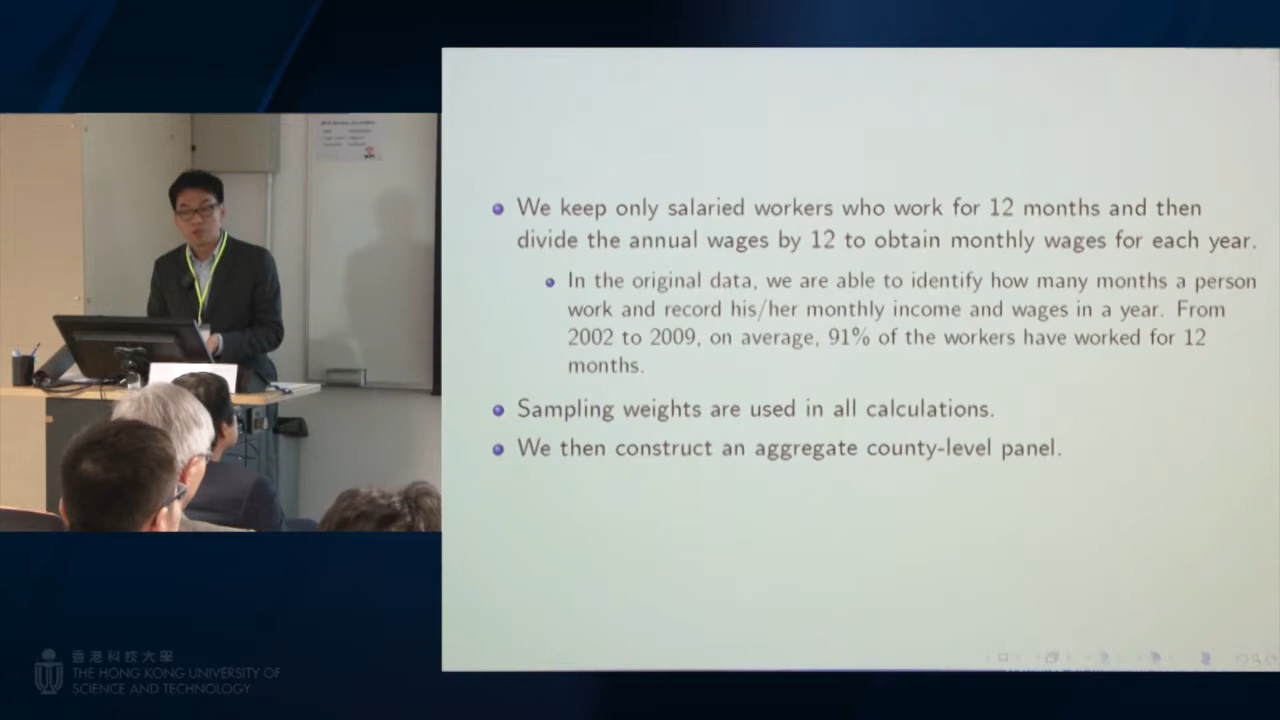 We keep only salaried workers who work for 12 months and then
divide the annual wages by 12 to obtain monthly wages for each year.
In the original data, we are able to identify how many months a person
work and record his/her monthly income and wages in a year. From
2002 to 2009, on average, 91% of the workers have worked for 12
months.
Sampling weights are used in all calculations.
We then construct an aggregate county-level panel.
香港科技大學
THE HONG KONG UNIVERSITY OF
SCIENCE AND TECHNOLOGY